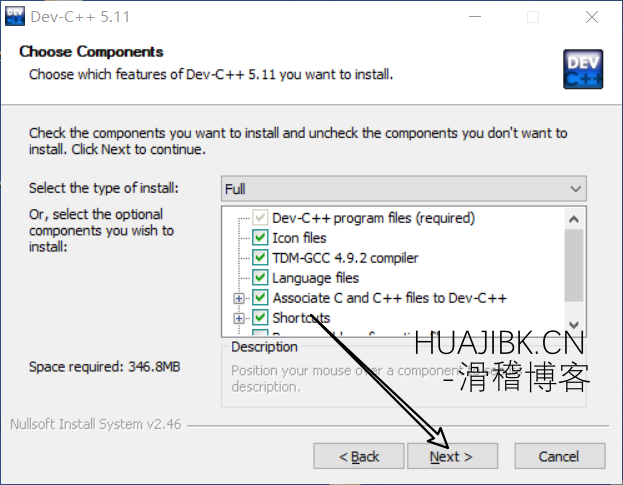 Dev-C++ 5.11
Choose Components
Choose which features of Dev-C++ 5.11 you want to install.
DEV
C++
Check the components you want to install and uncheck the components you don't want to
install. Click Next to continue.
Select the type of install:
Full
Or, select the optional
components you wish to
install:
Dev-C++ program files (required)
Icon files
TDM-GCC 4.9.2 compiler
Language files
Associate C and C++ files to Dev-C++
Shortcuts
Space required: 346.8MB
Description
Position your mouse over a component
description.
HUAJIBK.CN
-滑稽博客
Nullsoft Install System v2.46
< Back
Next >
Cancel